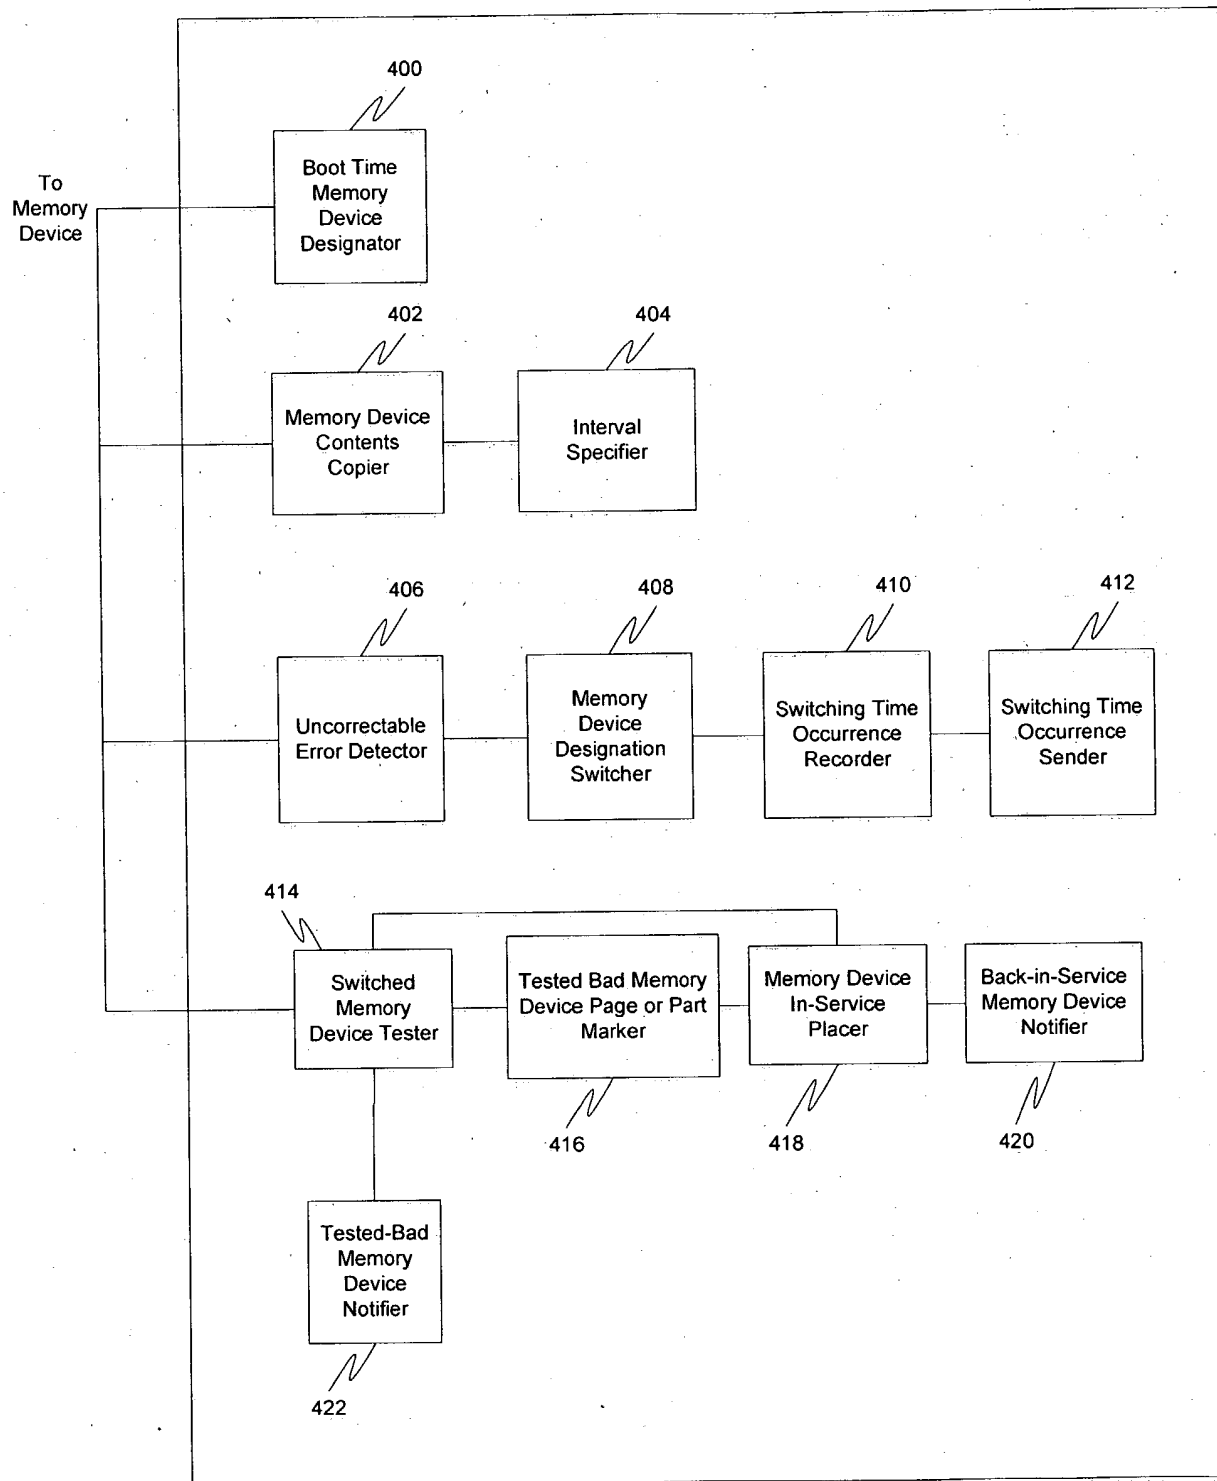 400
Boot Time
Memory
Device
Designator
To
Memory
Device
402
404
Memory Device
Contents
Copier
Interval
Specifier
406
408
410
412
Uncorrectable
Error Detector
Memory
Device
Designation
Switcher
Switching Time
Occurrence
Recorder
Switching Time
Occurrence
Sender
414
Switched
Memory
Device Tester
Tested Bad Memory
Device Page or Part
Marker
Memory Device
In-Service
Placer
Back-in-Service
Memory Device
Notifier
416
418
420
Tested-Bad
Memory
Device
Notifier
422